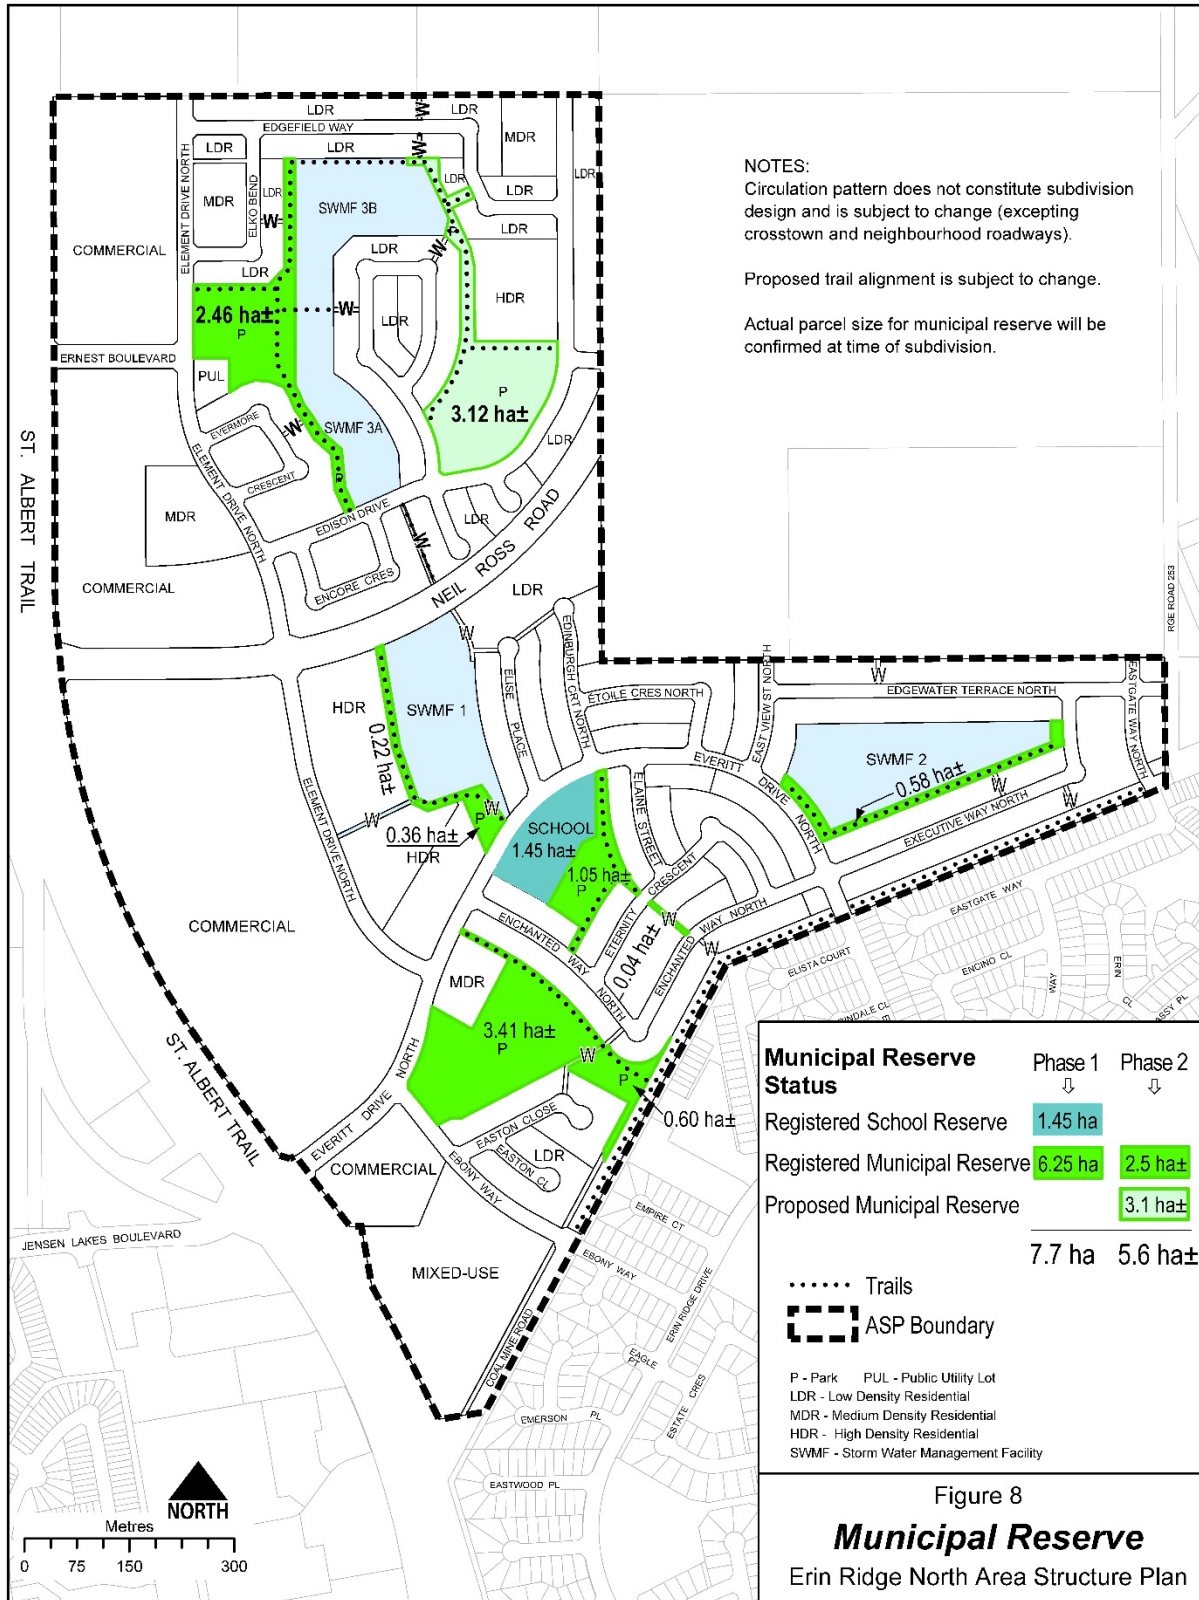 LDR
LDR
EDGEFIELD WAY
MDR
LDR
LDR
LDR
LDR
LDR
LDR
MDR
LDR
ELKO BEND
ELEMENT DRIVE NORTH
W
W
W
W
SWMF 3B
LDR
LDR
P
COMMERCIAL
LDR
HDR
2.46 ha±
P
W
LDR
ERNEST BOULEVARD
PUL
P
3.12 ha±
EVERMORE
CRESCENT
W
SWMF 3A
P
LDR
ELEMENT DRIVE NORTH
MDR
EDISON DRIVE
LDR
W
ENCORE CRES
NEIL ROSS ROAD
COMMERCIAL
LDR
ST. ALBERT TRAIL
NOTES:
Circulation pattern does not constitute subdivision
design and is subject to change (excepting
crosstown and neighbourhood roadways).
Proposed trail alignment is subject to change.
Actual parcel size for municipal reserve will be
confirmed at time of subdivision.
RGE ROAD 253
W
ELISE PLACE
EDINBURGH CRT NORTH
ETOILE CRES NORTH
EAST VIEW ST NORTH
W
EDGEWATER TERRACE NORTH
EASTGATE WAY NORTH
HDR
SWMF 1
0.22 ha±
SWMF 2
0.58 ha±
EVERITT DRIVE NORTH
W
W
EXECUTIVE WAY NORTH
ELEMENT DRIVE NORTH
W
0.36 ha±
HDR
P
W
SCHOOL
1.45 ha±
1.05 ha±
P
ELAINE STREET
ETERNITY CRESCENT
W
ENCHANTED WAY NORTH
W
ENCHANTED WAY NORTH
0.04 ha±
COMMERCIAL
MDR
3.41 ha±
P
W
P
0.60 ha±
EASTGATE WAY
ELISTA COURT
ENCINO CL
WAY
ERIN
CL
ST. ALBERT TRAIL
EVERITT DRIVE NORTH
COMMERCIAL
EASTON CLOSE
EASTON CL
LDR
EBONY WAY
MIXED-USE
COAL MINE ROAD
JENSEN LAKES BOULEVARD
EMPIRE CT
EBONY WAY
ERIN RIDGE DRIVE
EAGLE PT
ESTATE CRES
EMERSON PL
EASTWOOD PL
Municipal Reserve Status
Phase 1
Phase 2
Registered School Reserve 1.45 ha
Registered Municipal Reserve 6.25 ha 2.5 ha±
Proposed Municipal Reserve 3.1 ha±
7.7 ha 5.6 ha±
Trails
ASP Boundary
P - Park PUL - Public Utility Lot
LDR - Low Density Residential
MDR - Medium Density Residential
HDR - High Density Residential
SWMF - Storm Water Management Facility
NORTH
Metres
0 75 150 300
Figure 8
Municipal Reserve
Erin Ridge North Area Structure Plan